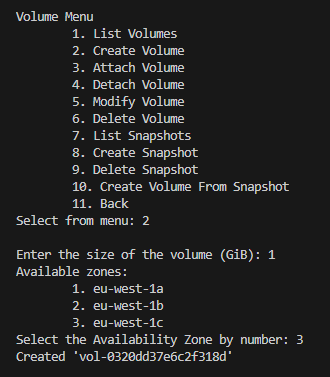 Volume Menu
1. List Volumes
2. Create Volume
3. Attach Volume
4. Detach Volume
5. Modify Volume
6. Delete Volume
7. List Snapshots
8. Create Snapshot
9. Delete Snapshot
10. Create Volume From Snapshot
11. Back
Select from menu: 2

Enter the size of the volume (GiB): 1
Available zones:
1. eu-west-1a
2. eu-west-1b
3. eu-west-1c
Select the Availability Zone by number: 3
Created 'vol-0320dd37e6c2f318d'